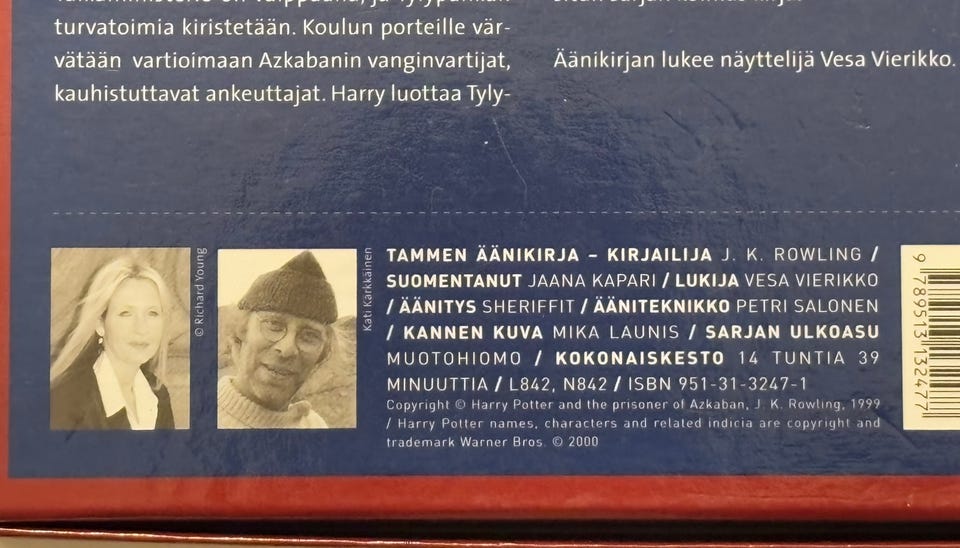 turvatoimia kiristetään. Koulun porteille vär-
vätään vartioimaan Azkabanin vanginvartijat,
kauhistuttavat ankeuttajat. Harry luottaa Tyly-
Äänikirjan lukee näyttelijä Vesa Vierikko.
© Richard Young
Kati Kärkkäinen
TAMMEN ÄÄNIKIRJA – KIRJAILIJA J. K. ROWLING /
SUOMENTANUT JAANA KAPARI / LUKIJA VESA VIERIKKO
/ ÄÄNITYS SHERIFFIT / ÄÄNITEKNIKKO PETRI SALONEN
/ KANNEN KUVA MIKA LAUNIS / SARJAN ULKOASU
MUOTOHIOMO / KOKONAISKESTO 14 TUNTIA 39
MINUUTTIA / L842, N842 / ISBN 951-31-3247-1
Copyright © Harry Potter and the prisoner of Azkaban, J. K. Rowling, 1999
/ Harry Potter names, characters and related indicia are copyright and
trademark Warner Bros. © 2000
9 789513 132477